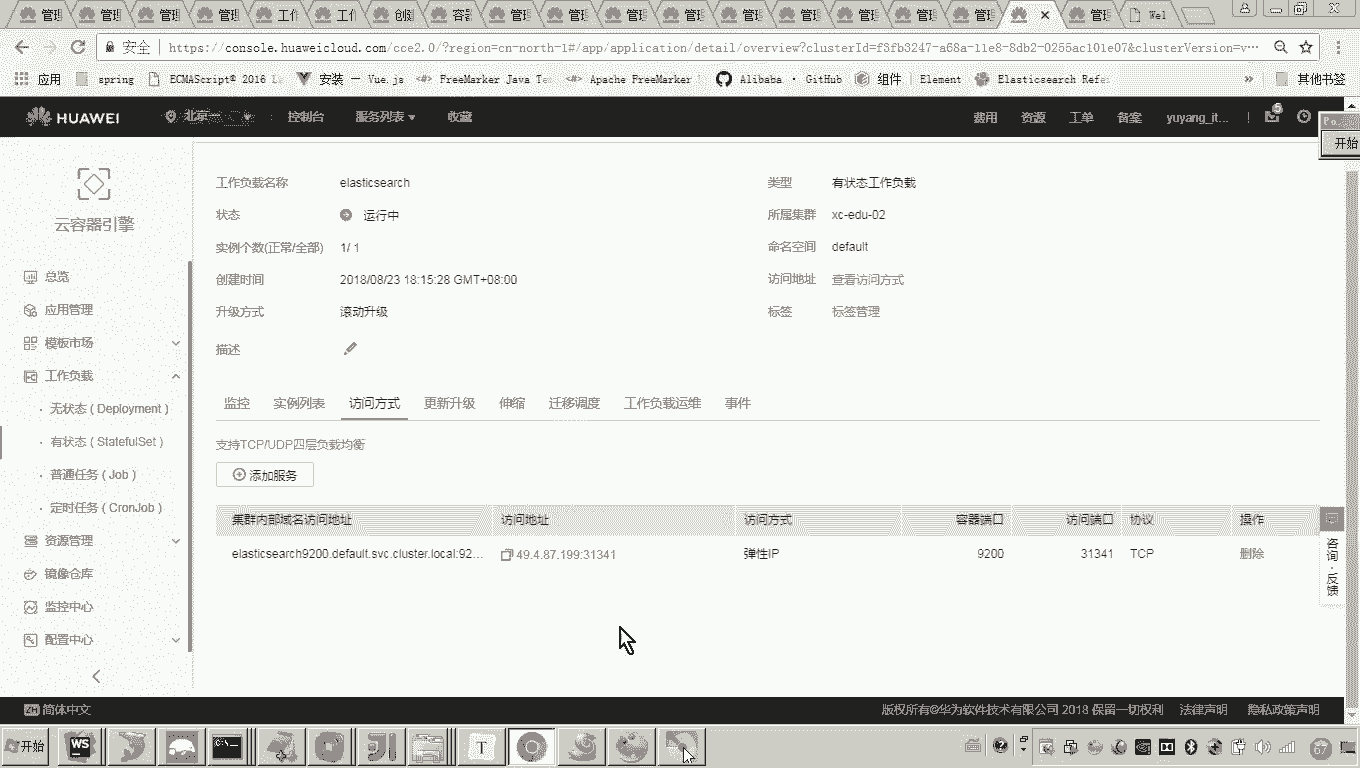 管理 管理 管理 管理 工作 工作 创建 容器 管理 管理 管理 管理 管理 管理 管理 管理 管理 管理 Wel
安全 https://console.huaweicloud.com/cce2.0/?region=cn-north-1#/app/application/detail/overview?clusterId=f3fb3247-a68a-11e8-8db2-0255ac101e07&clusterVersion=v…
应用 spring ECMAScript® 2016 L 安装 — Vue.js FreeMarker Java Te Apache FreeMarker Alibaba · GitHub 组件 Element Elasticsearch Refe » 其他书签
HUAWEI 北京一 控制台 服务列表 收藏 费用 资源 工单 备案 yuyang_it... 5
开始
云容器引擎
总览
应用管理
模板市场
工作负载
· 无状态 ( Deployment )
· 有状态 ( StatefulSet )
· 普通任务 ( Job )
· 定时任务 ( CronJob )
资源管理
镜像仓库
监控中心
配置中心
工作负载名称 elasticsearch 类型 有状态工作负载
状态 运行中 所属集群 xc-edu-02
实例个数(正常/全部) 1/ 1 命名空间 default
创建时间 2018/08/23 18:15:28 GMT+08:00 访问地址 查看访问方式
升级方式 滚动升级 标签 标签管理
描述
监控 实例列表 访问方式 更新升级 伸缩 迁移调度 工作负载运维 事件
支持TCP/UDP四层负载均衡
添加服务
集群内部域名访问地址 访问地址 访问方式 容器端口 访问端口 协议 操作
elasticsearch9200.default.svc.cluster.local:92... 49.4.87.199:31341 弹性IP 9200 31341 TCP 删除
咨询·反馈
ZH 简体中文 版权所有@华为软件技术有限公司 2018 保留一切权利 法律声明 隐私政策声明
开始 WS C:\ T 67